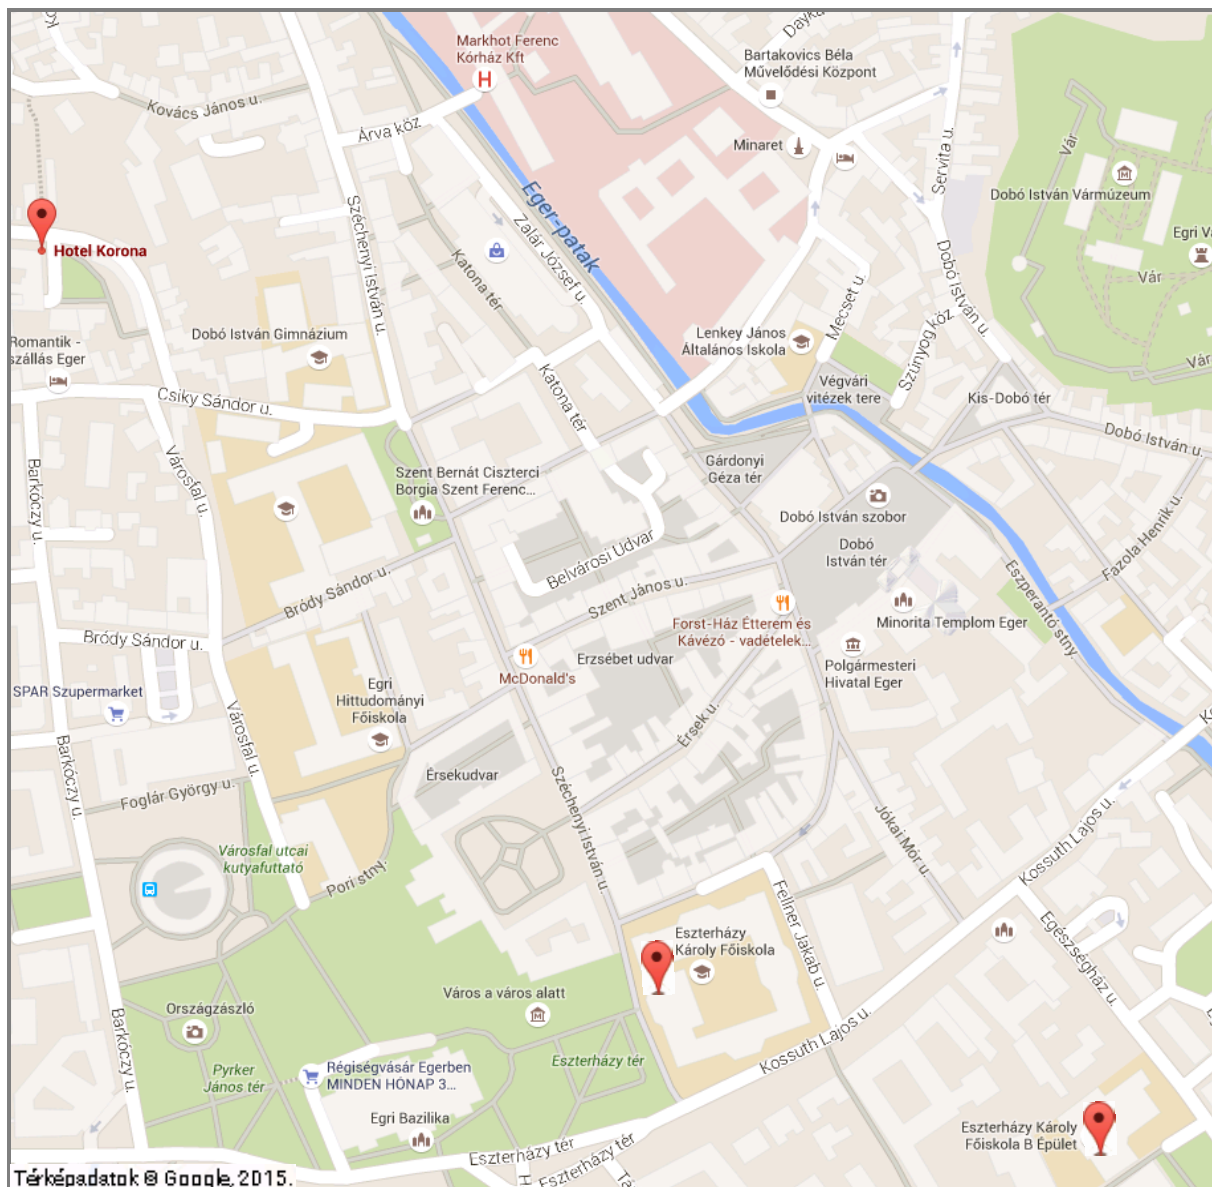 Markhot Ferenc
Kórház Kft
Bartakovics Béla
Művelődési Központ
Kovács János u.
Árva köz
Minaret
Servita u.
Vár
Dobó István Vármúzeum
Eger-patak
Zalár József u.
Széchenyi István u.
Katona tér
Hotel Korona
Egri Vá
Vár
Dobó István u.
Mecset u.
Szúnyog köz
Dobó István Gimnázium
Lenkey János
Általános Iskola
Romantik -
szállás Eger
Vár
Katona tér
Végvári
vitézek tere
Kis-Dobó tér
Csiky Sándor u.
Dobó István u.
Városfal u.
Barkóczy u.
Szent Bernát Ciszterci
Borgia Szent Ferenc...
Gárdonyi
Géza tér
Dobó István szobor
Fazola Henrik u.
Belvárosi Udvar
Dobó
István tér
Bródy Sándor u.
Szent János u.
Eszperantó stny.
Forst-Ház Étterem és
Kávézó - vadételek...
Minorita Templom Eger
Bródy Sándor u.
McDonald's
Erzsébet udvar
Polgármesteri
Hivatal Eger
SPAR Szupermarket
Egri
Hittudományi
Főiskola
Városfal u.
Érsek u.
Barkóczy u.
Érsekudvar
Foglár György u.
Széchenyi István u.
Jókai Mór u.
Kossuth Lajos u.
Városfal utcai
kutyafuttató
Pori stny.
Fellner Jakab u.
Eszterházy
Károly Főiskola
Egészségház u.
Város a város alatt
Országzászló
Kossuth Lajos u.
Barkóczy u.
Pyrker
János tér
Régiségvásár Egerben
MINDEN HÓNAP 3...
Eszterházy tér
Egri Bazilika
Eszterházy Károly
Főiskola B Épület
Eszterházy tér
Eszterházy tér
Térképadatok © Google, 2015.